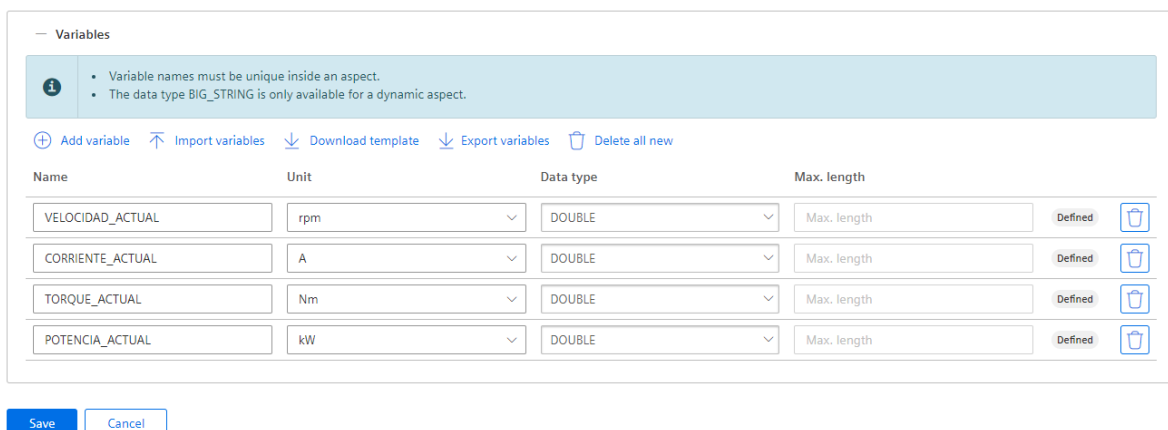 Variables
Variable names must be unique inside an aspect.
The data type BIG_STRING is only available for a dynamic aspect.
Add variable Import variables Download template Export variables Delete all new
Name Unit Data type Max. length
VELOCIDAD_ACTUAL rpm DOUBLE Max. length Defined
CORRIENTE_ACTUAL A DOUBLE Max. length Defined
TORQUE_ACTUAL Nm DOUBLE Max. length Defined
POTENCIA_ACTUAL kW DOUBLE Max. length Defined
Save Cancel